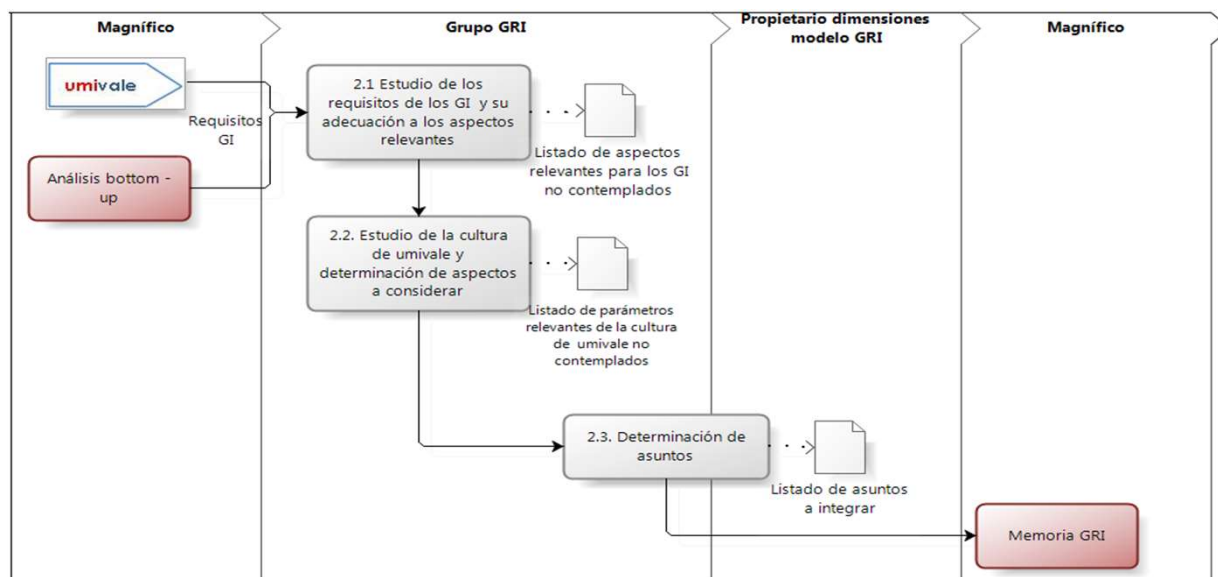 Magnífico
Grupo GRI
Propietario dimensiones
modelo GRI
Magnífico
umivale
Requisitos
GI
Análisis bottom -
up
2.1 Estudio de los
requisitos de los GI y su
adecuación a los aspectos
relevantes
Listado de aspectos
relevantes para los GI
no contemplados
2.2. Estudio de la cultura
de umivale y
determinación de aspectos
a considerar
Listado de parámetros
relevantes de la cultura
de umivale no
contemplados
2.3. Determinación de
asuntos
Listado de asuntos
a integrar
Memoria GRI